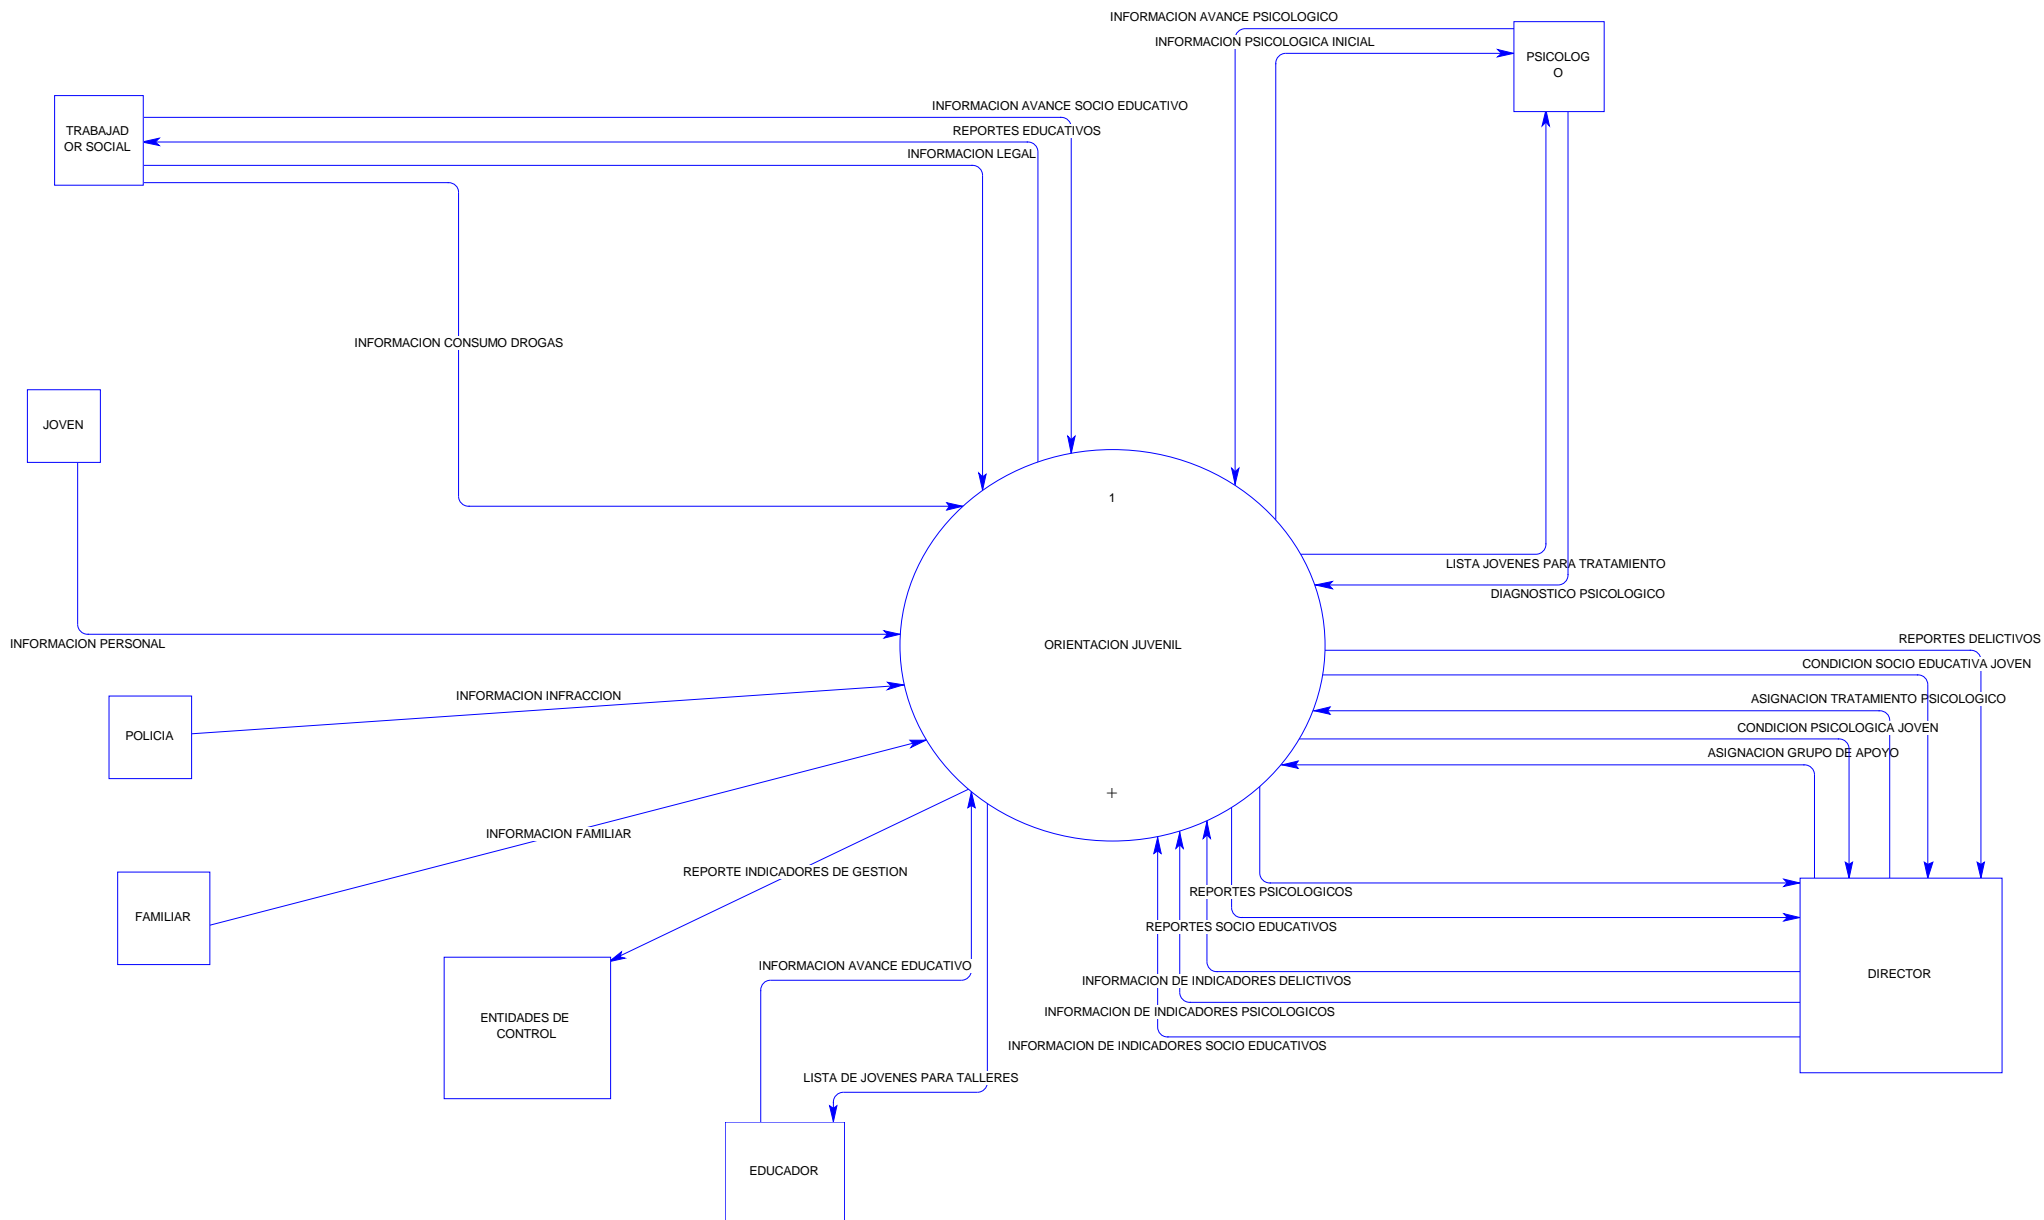 INFORMACION AVANCE PSICOLOGICO
INFORMACION PSICOLOGICA INICIAL
PSICOLOG
O
INFORMACION AVANCE SOCIO EDUCATIVO
TRABAJAD
OR SOCIAL
REPORTES EDUCATIVOS
INFORMACION LEGAL
INFORMACION CONSUMO DROGAS
JOVEN
1
LISTA JOVENES PARA TRATAMIENTO
DIAGNOSTICO PSICOLOGICO
INFORMACION PERSONAL
ORIENTACION JUVENIL
REPORTES DELICTIVOS
CONDICION SOCIO EDUCATIVA JOVEN
INFORMACION INFRACCION
ASIGNACION TRATAMIENTO PSICOLOGICO
POLICIA
CONDICION PSICOLOGICA JOVEN
ASIGNACION GRUPO DE APOYO
+
INFORMACION FAMILIAR
REPORTE INDICADORES DE GESTION
REPORTES PSICOLOGICOS
FAMILIAR
REPORTES SOCIO EDUCATIVOS
INFORMACION AVANCE EDUCATIVO
DIRECTOR
INFORMACION DE INDICADORES DELICTIVOS
INFORMACION DE INDICADORES PSICOLOGICOS
ENTIDADES DE
CONTROL
INFORMACION DE INDICADORES SOCIO EDUCATIVOS
LISTA DE JOVENES PARA TALLERES
EDUCADOR